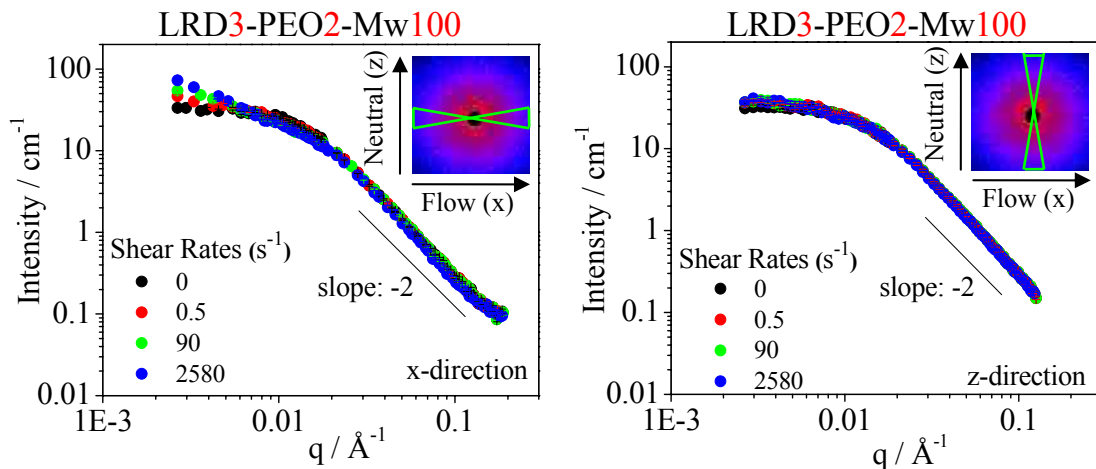 LRD3-PEO2-Mw100
Intensity / cm⁻¹
100
10
1
0.1
0.01
1E-3
0.01
0.1
q / Å⁻¹
Neutral (z)
Flow (x)
Shear Rates (s⁻¹)
0
0.5
90
2580
slope: -2
x-direction
LRD3-PEO2-Mw100
Intensity / cm⁻¹
100
10
1
0.1
0.01
1E-3
0.01
0.1
q / Å⁻¹
Neutral (z)
Flow (x)
Shear Rates (s⁻¹)
0
0.5
90
2580
slope: -2
z-direction